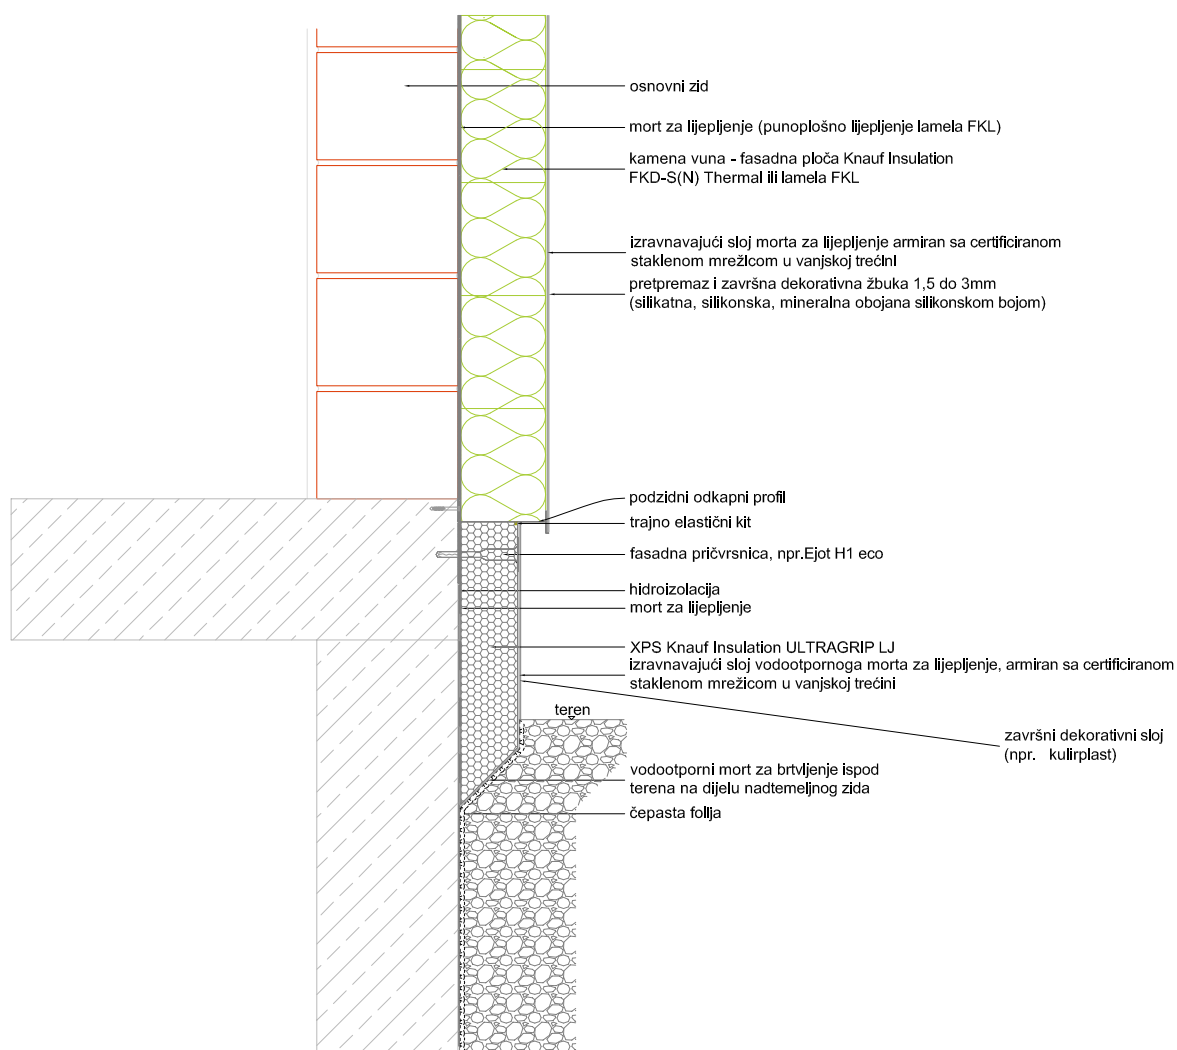 osnovni zid
mort za lijepljenje (punoplošno lijepljenje lamela FKL)
kamena vuna - fasadna ploča Knauf Insulation
FKD-S(N) Thermal ili lamela FKL
izravnavajući sloj morta za lijepljenje armiran sa certificiranom
staklenom mrežicom u vanjskoj trećini
pretpremaz i završna dekorativna žbuka 1,5 do 3mm
(silikatna, silikonska, mineralna obojana silikonskom bojom)
podzidni odkapni profil
trajno elastični kit
fasadna pričvrsnica, npr.Ejot H1 eco
hidroizolacija
mort za lijepljenje
XPS Knauf Insulation ULTRAGRIP LJ
izravnavajući sloj vodootpornoga morta za lijepljenje, armiran sa certificiranom
staklenom mrežicom u vanjskoj trećini
teren
završni dekorativni sloj
(npr. kulirplast)
vodootporni mort za brtvljenje ispod
terena na dijelu nadtemeljnog zida
čepasta folija